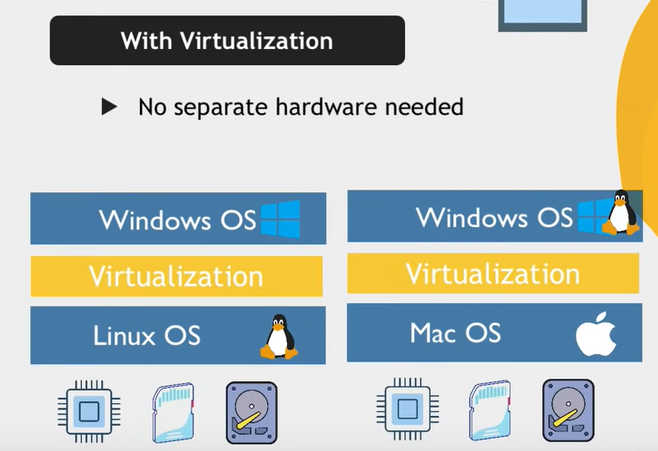 With Virtualization
No separate hardware needed
Windows OS
Windows OS
Virtualization
Virtualization
Linux OS
Mac OS